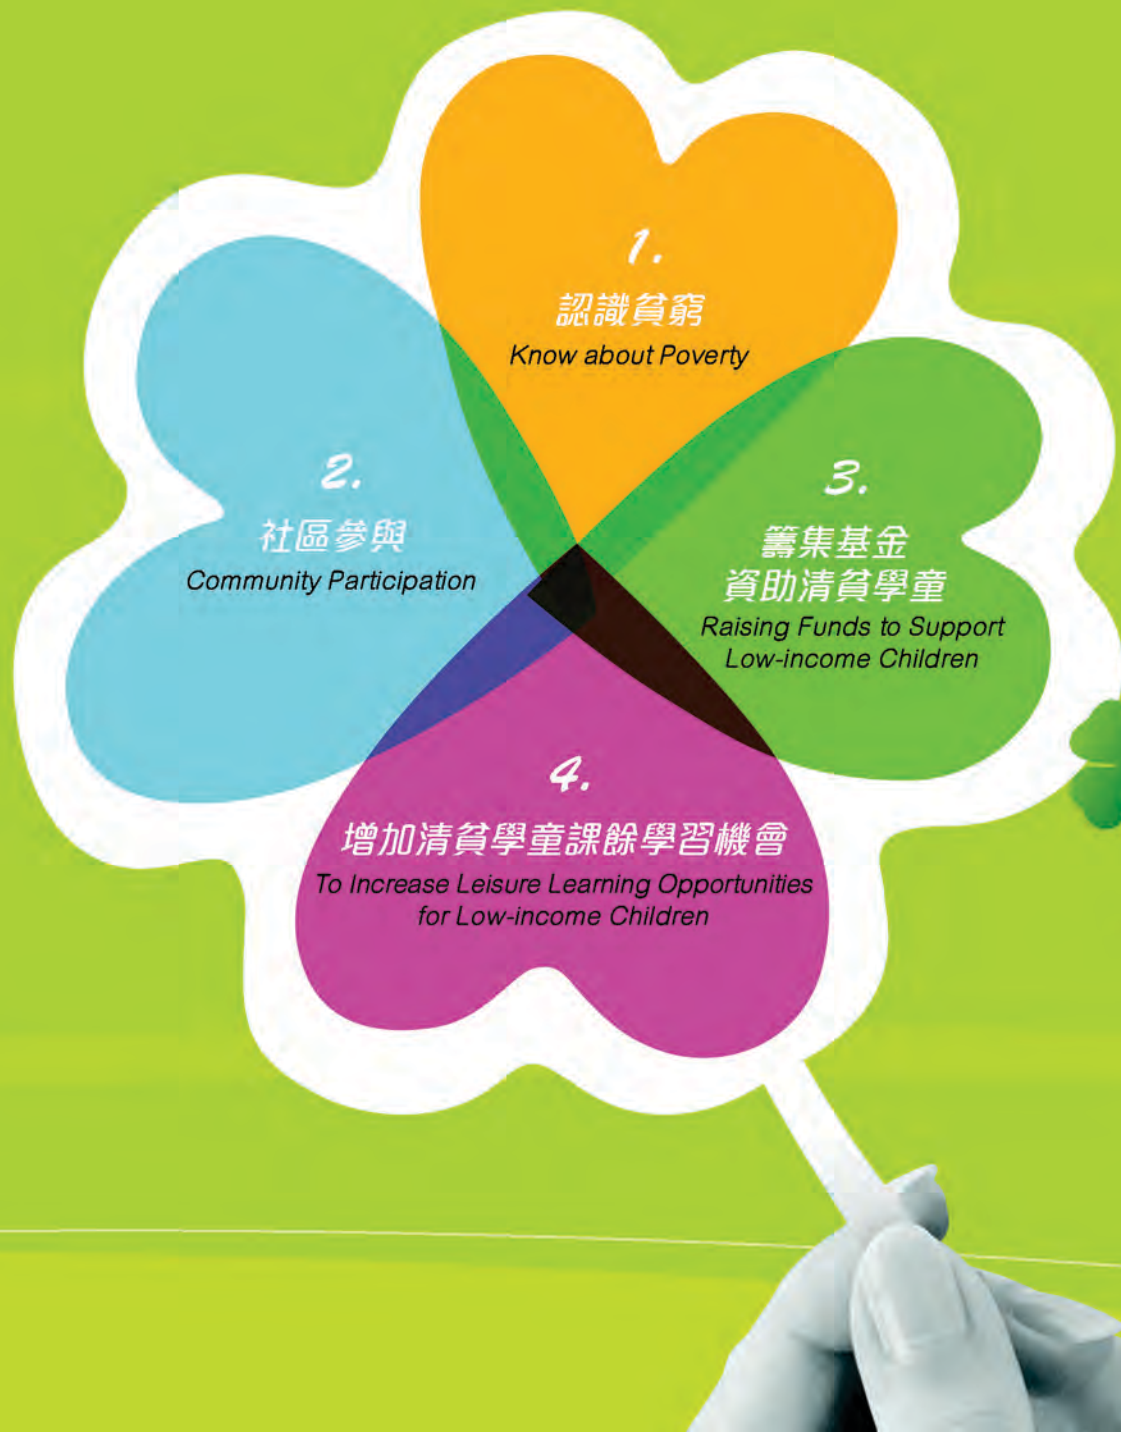 1.
認識貧窮
Know about Poverty
2.
社區參與
Community Participation
3.
籌集基金
資助清貧學童
Raising Funds to Support
Low-income Children
4.
增加清貧學童課餘學習機會
To Increase Leisure Learning Opportunities
for Low-income Children